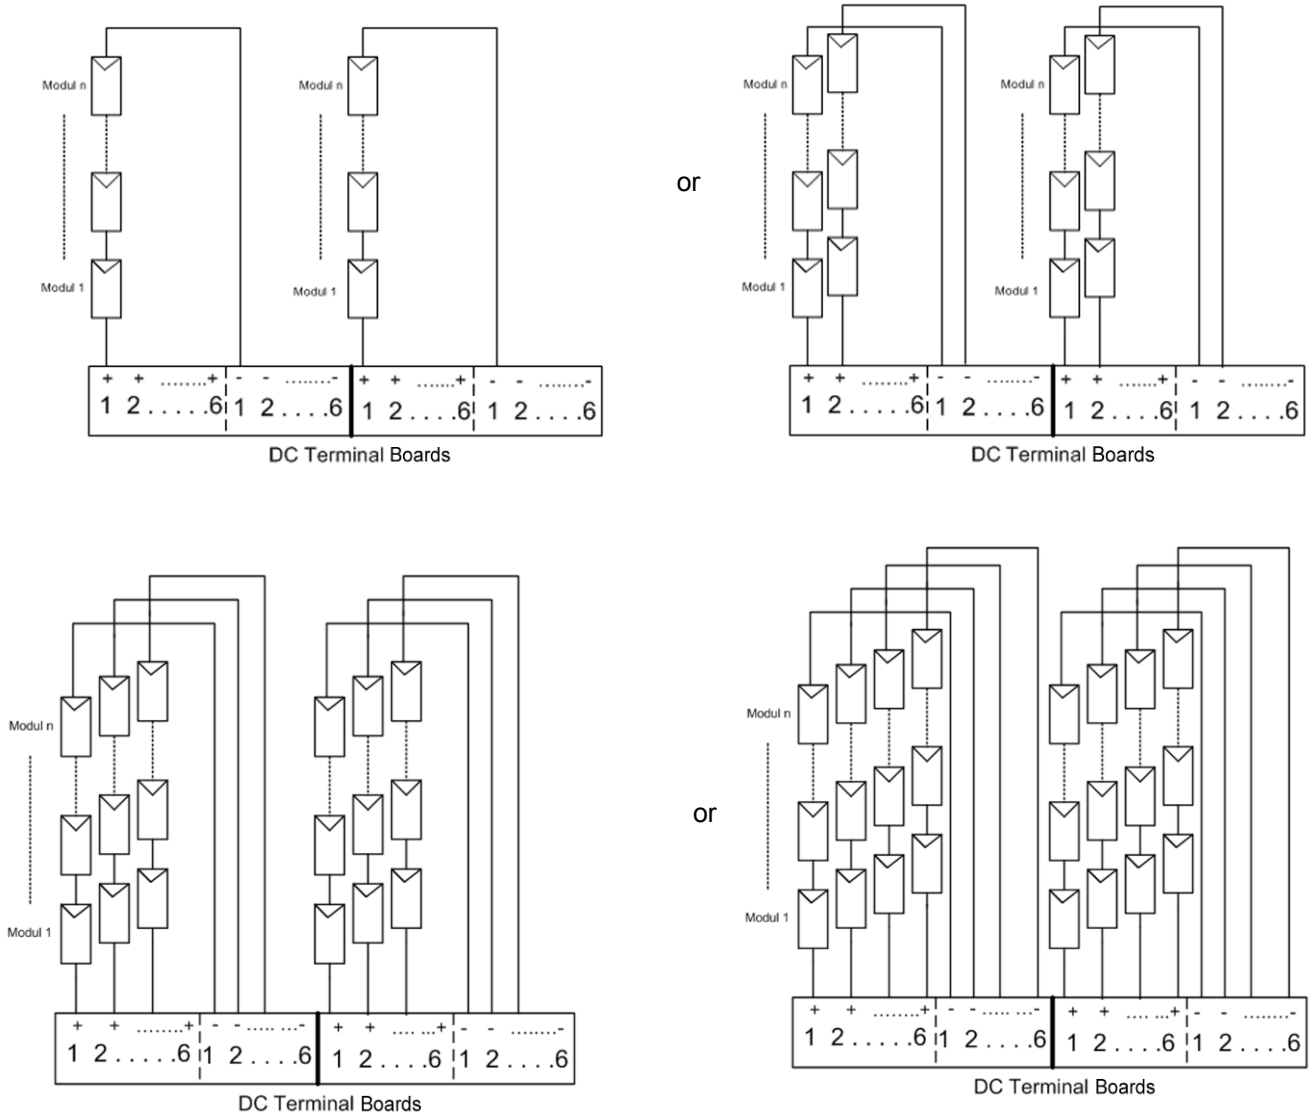 Modul n
Modul 1
Modul n
Modul 1
+ + ........+ - - ........- + + .......+ - - ........-
1 2.....6 1 2....6 1 2....6 1 2....6
DC Terminal Boards
or
Modul n
Modul 1
Modul n
Modul 1
+ + ........+ - - ........- + + .......+ - - ........-
1 2.....6 1 2....6 1 2....6 1 2....6
DC Terminal Boards
Modul n
Modul 1
+ + ........+ - - ..... ...- + + .... ...+ - - ........-
1 2.....6 1 2....6 1 2....6 1 2....6
DC Terminal Boards
or
Modul n
Modul 1
+ + ........+ - - ..... ...- + + .... ...+ - - ........-
1 2.....6 1 2....6 1 2....6 1 2....6
DC Terminal Boards